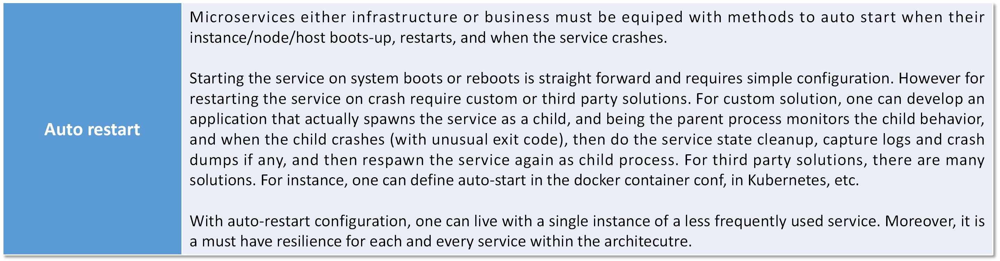 Auto restart
Microservices either infrastructure or business must be equiped with methods to auto start when their
instance/node/host boots-up, restarts, and when the service crashes.
Starting the service on system boots or reboots is straight forward and requires simple configuration. However for
restarting the service on crash require custom or third party solutions. For custom solution, one can develop an
application that actually spawns the service as a child, and being the parent process monitors the child behavior,
and when the child crashes (with unusual exit code), then do the service state cleanup, capture logs and crash
dumps if any, and then respawn the service again as child process. For third party solutions, there are many
solutions. For instance, one can define auto-start in the docker container conf, in Kubernetes, etc.
With auto-restart configuration, one can live with a single instance of a less frequently used service. Moreover, it is
a must have resilience for each and every service within the architecutre.